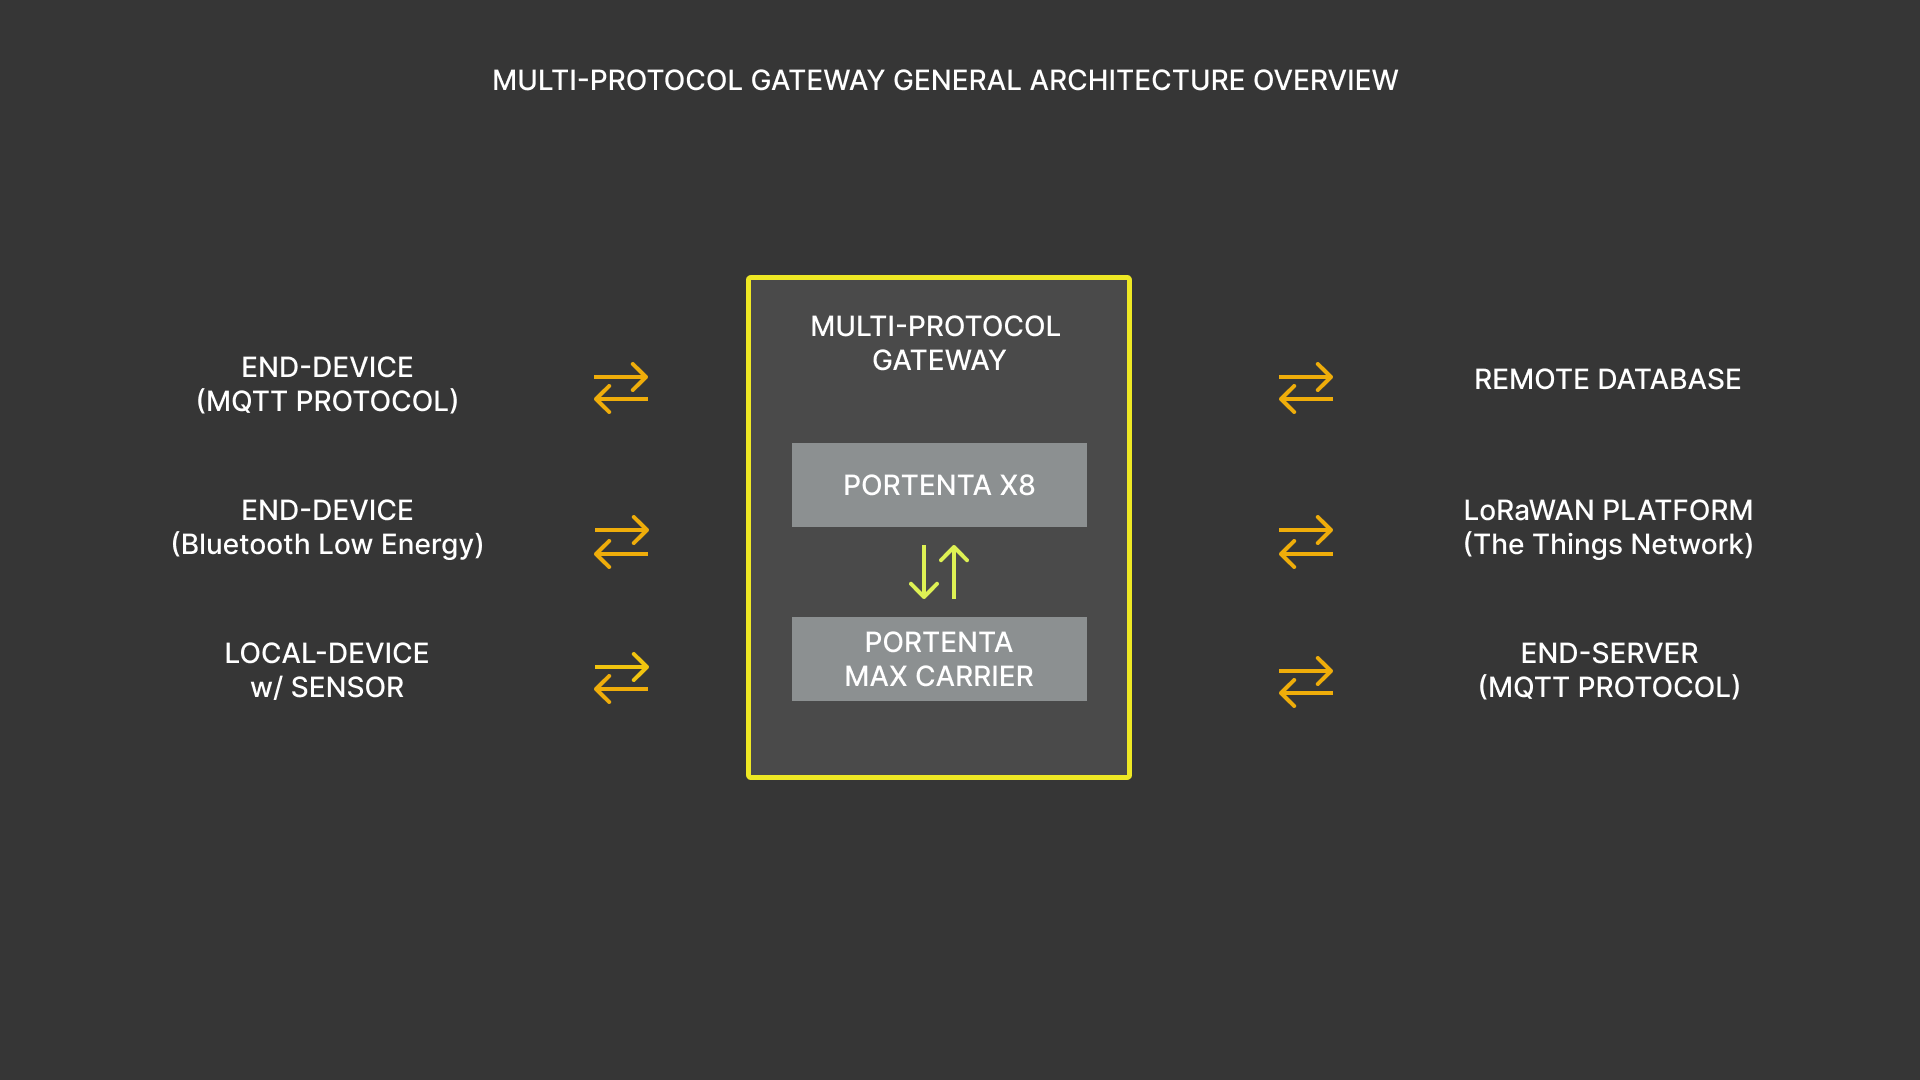 MULTI-PROTOCOL GATEWAY GENERAL ARCHITECTURE OVERVIEW
END-DEVICE
(MQTT PROTOCOL)
END-DEVICE
(Bluetooth Low Energy)
LOCAL-DEVICE
w/ SENSOR
MULTI-PROTOCOL
GATEWAY
PORTENTA X8
PORTENTA
MAX CARRIER
REMOTE DATABASE
LoRaWAN PLATFORM
(The Things Network)
END-SERVER
(MQTT PROTOCOL)